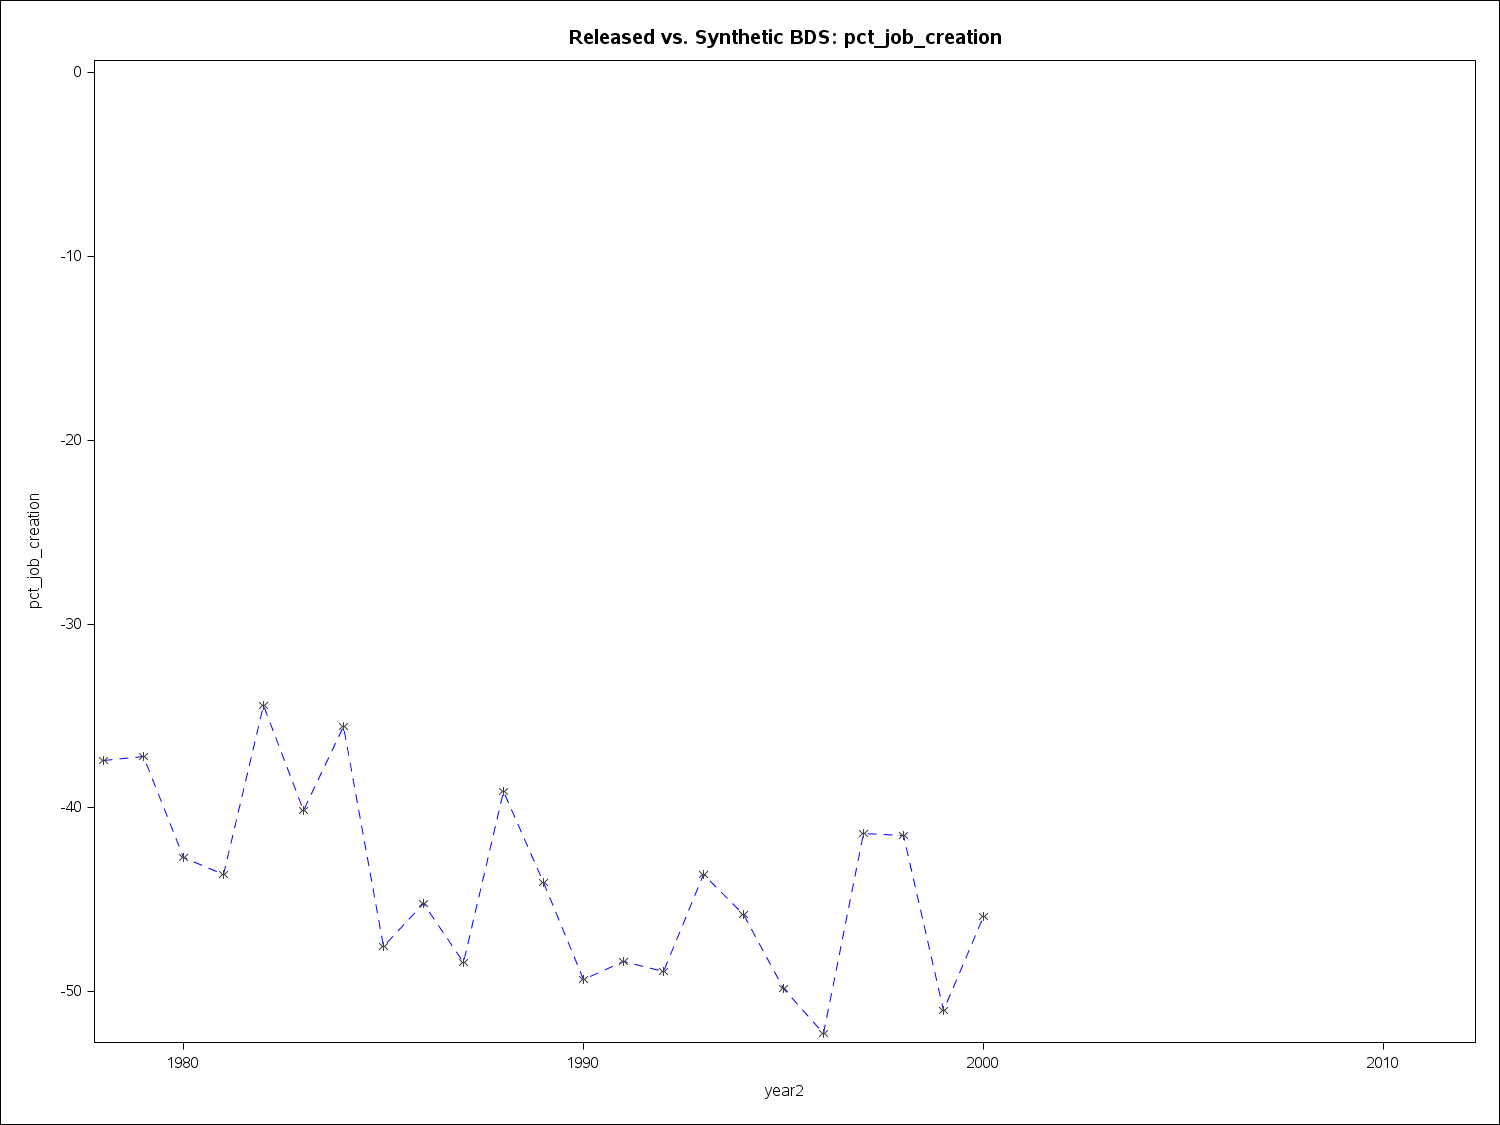 Released vs. Synthetic BDS: pct_job_creation
0
-10
-20
-30
-40
-50
pct_job_creation
1980 1990 2000 2010
year2